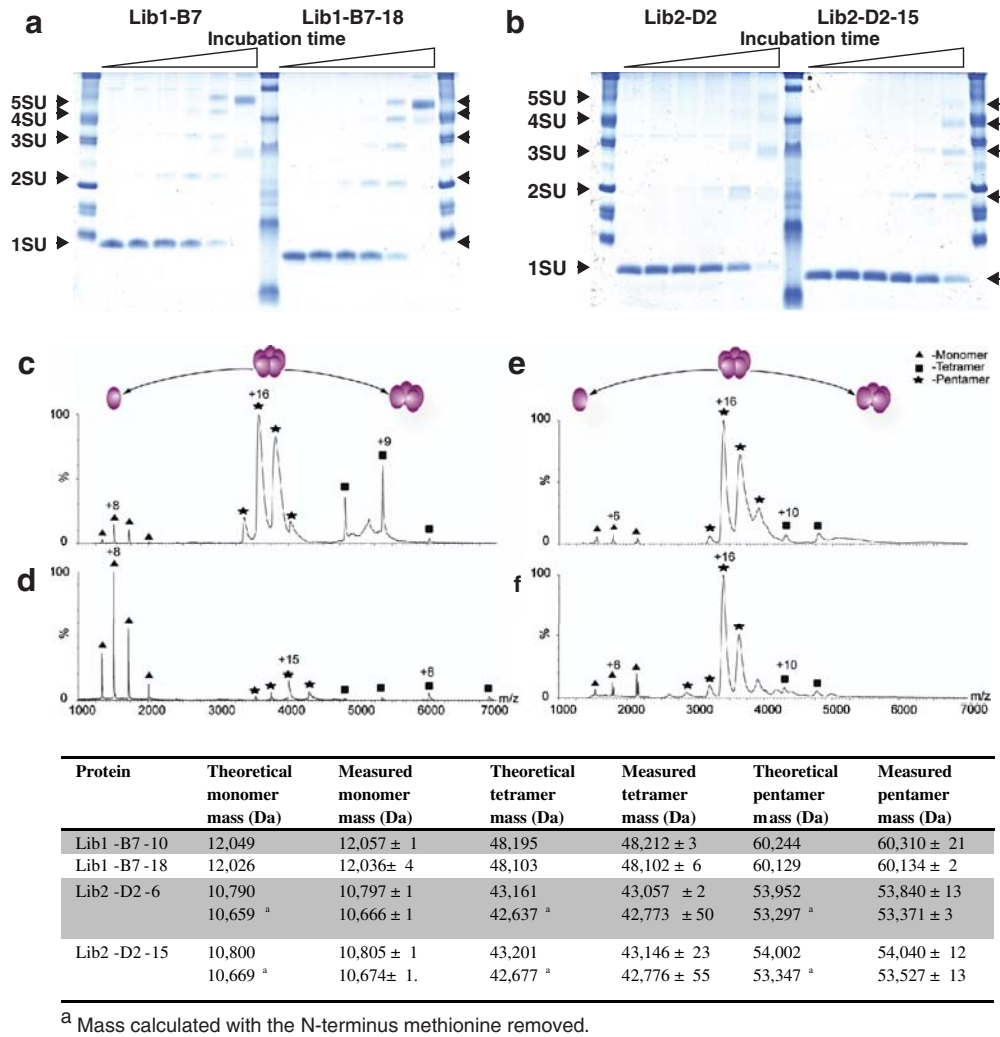 a
Lib1-B7
Lib1-B7-18
Incubation time
5SU
4SU
3SU
2SU
1SU
b
Lib2-D2
Lib2-D2-15
Incubation time
5SU
4SU
3SU
2SU
1SU
c
100
%
0
+8
+16
+9
d
100
%
0
+8
+15
+8
1000 2000 3000 4000 5000 6000 7000 m/z
e
-Monomer
-Tetramer
-Pentamer
100
%
0
+6
+16
+10
f
100
%
0
+6
+16
+10
1000 2000 3000 4000 5000 6000 7000
m/z
Protein Theoretical monomer mass (Da) Measured monomer mass (Da) Theoretical tetramer mass (Da) Measured tetramer mass (Da) Theoretical pentamer mass (Da) Measured pentamer mass (Da)
Lib1-B7-10 12,049 12,057 ± 1 48,195 48,212 ± 3 60,244 60,310 ± 21
Lib1-B7-18 12,026 12,036± 4 48,103 48,102 ± 6 60,129 60,134 ± 2
Lib2-D2-6 10,790 10,797 ± 1 43,161 43,057 ± 2 53,952 53,840 ± 13
10,659 a 10,666 ± 1 42,637 a 42,773 ± 50 53,297 a 53,371 ± 3
Lib2-D2-15 10,800 10,805 ± 1 43,201 43,146 ± 23 54,002 54,040 ± 12
10,669 a 10,674± 1. 42,677 a 42,776 ± 55 53,347 a 53,527 ± 13
a Mass calculated with the N-terminus methionine removed.